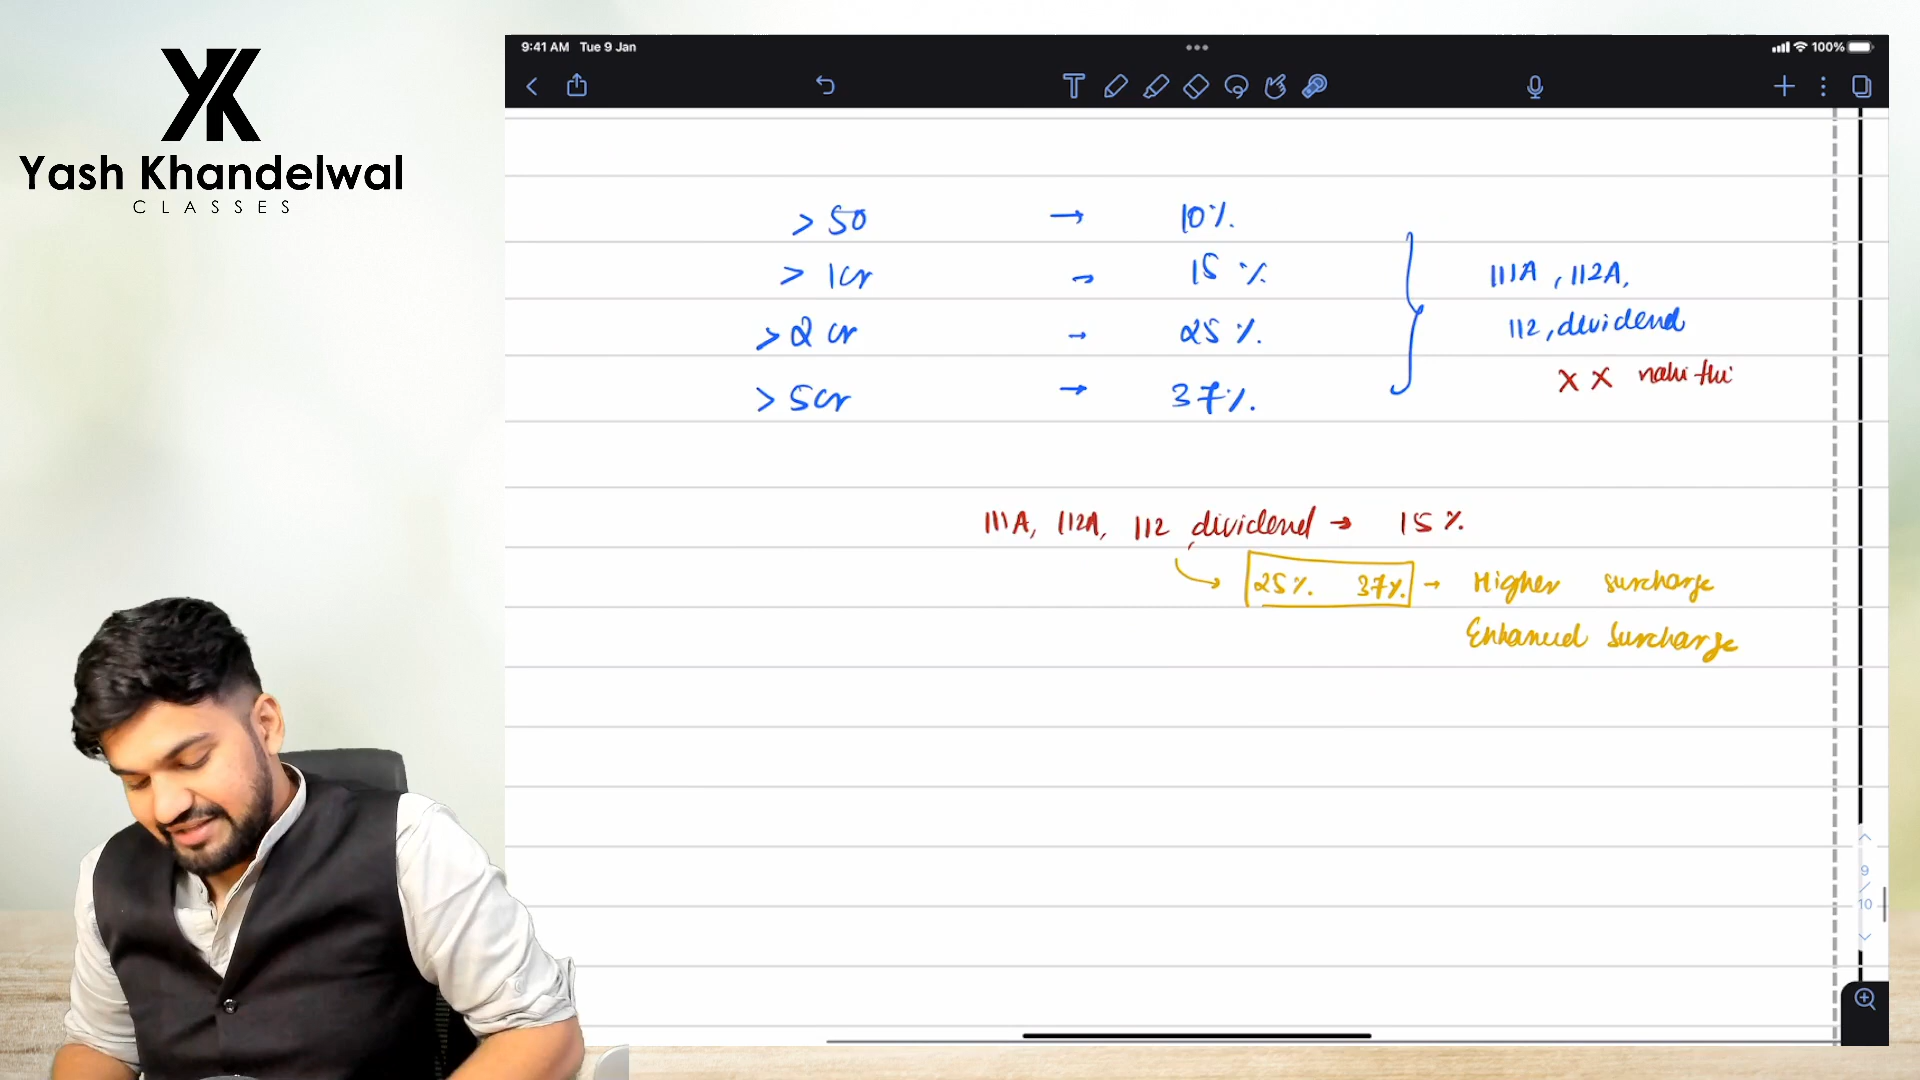 YK
Yash Khandelwal
CLASSES
9:41 AM Tue 9 Jan
100%
> 50 → 10%.
> 1cr → 15 %
> 2 cr → 25 %.
> 5cr → 37%.
111A, 112A,
112, dividend
X X nahi thi
111A, 112A, 112, dividend → 15 %
25%. 37%. → Higher surcharge
Enhanced Surcharge
9
/
10